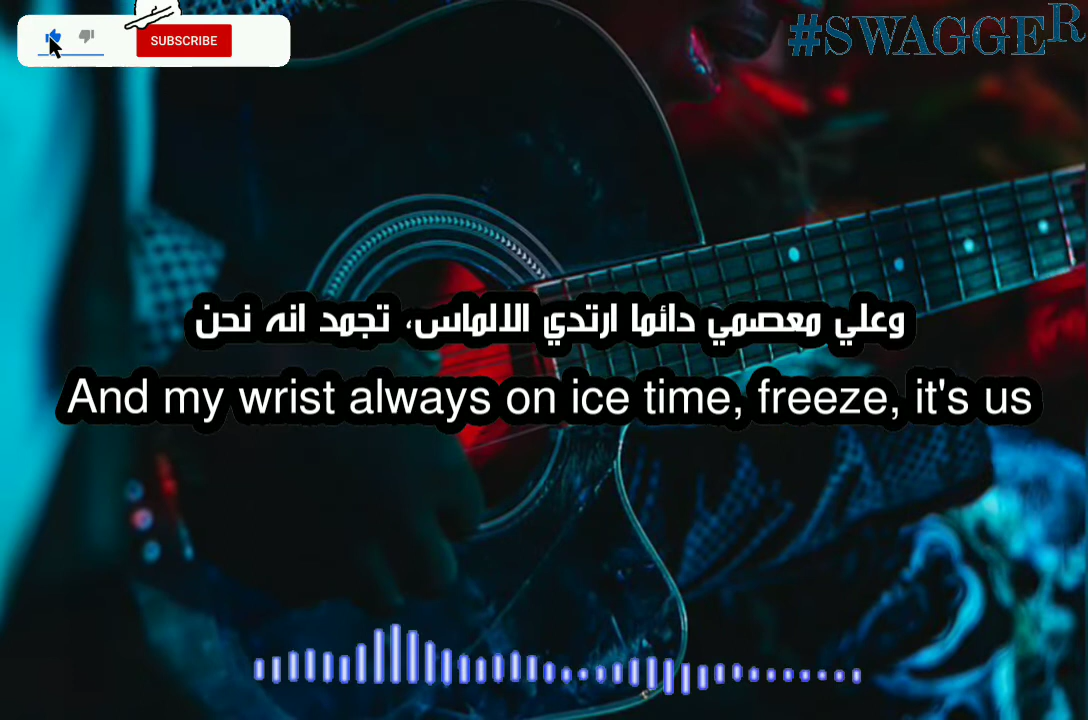 SUBSCRIBE
#SWAGGER
وعلي معصمي دائما ارتدي الالماس، تجمد انه نحن
And my wrist always on ice time, freeze, it's us